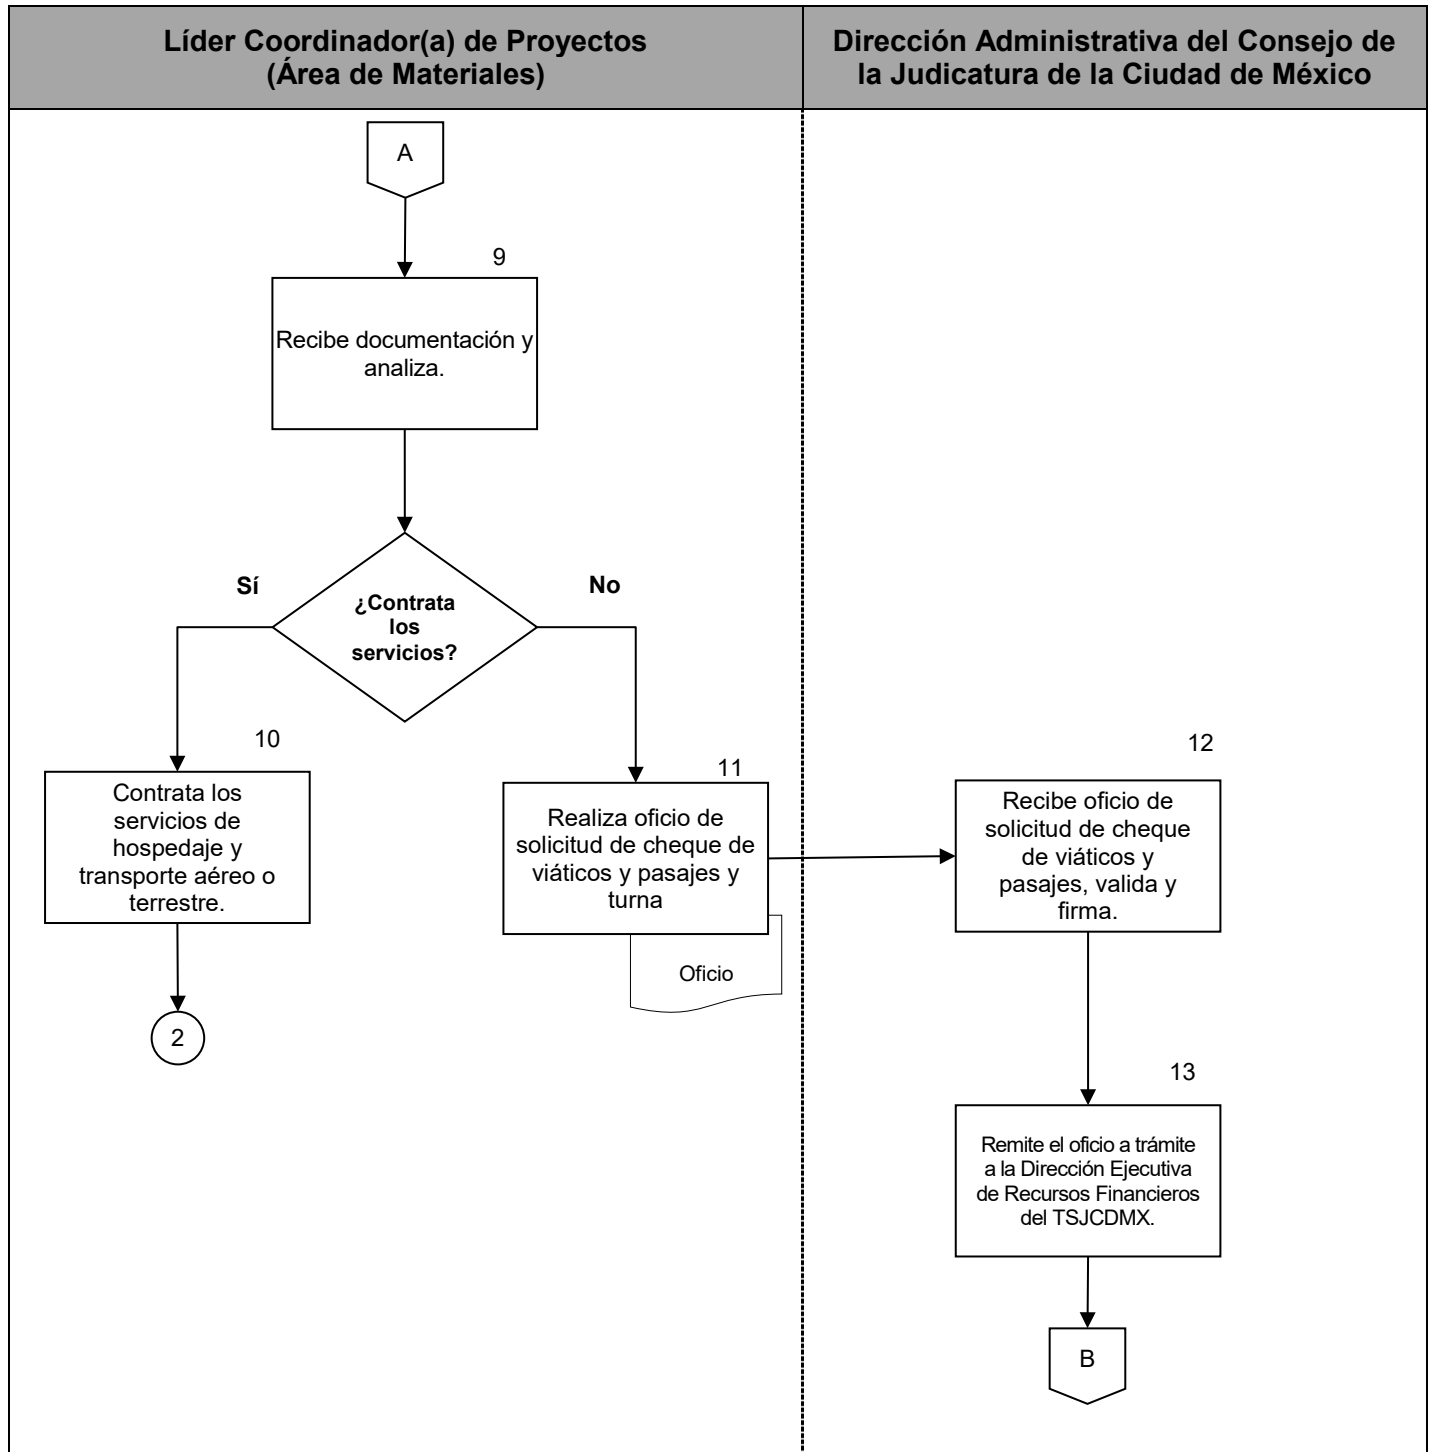 Líder Coordinador(a) de Proyectos
(Área de Materiales)
Dirección Administrativa del Consejo de
la Judicatura de la Ciudad de México
A
9
Recibe documentación y
analiza.
Sí
No
¿Contrata
los
servicios?
10
Contrata los
servicios de
hospedaje y
transporte aéreo o
terrestre.
2
11
Realiza oficio de
solicitud de cheque de
viáticos y pasajes y
turna
Oficio
12
Recibe oficio de
solicitud de cheque
de viáticos y
pasajes, valida y
firma.
13
Remite el oficio a trámite
a la Dirección Ejecutiva
de Recursos Financieros
del TSJCDMX.
B